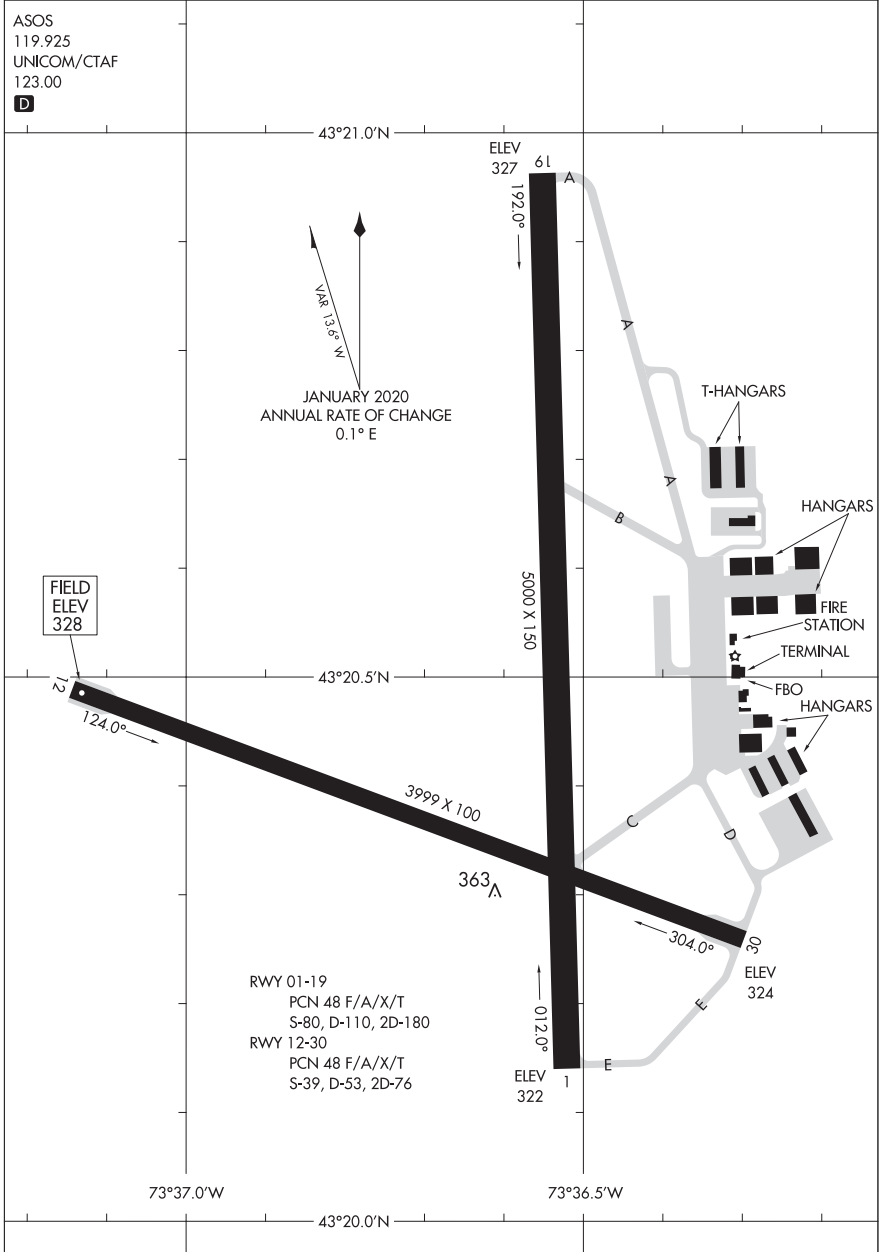 ASOS
119.925
UNICOM/CTAF
123.00
D
43°21.0'N
ELEV
327
19
A
192.0°
VAR 13.6° W
A
JANUARY 2020
ANNUAL RATE OF CHANGE
0.1° E
T-HANGARS
A
B
HANGARS
5000 X 150
FIELD
ELEV
328
FIRE
STATION
TERMINAL
43°20.5'N
FBO
12
HANGARS
124.0°
3999 X 100
C
D
363
304.0°
30
ELEV
324
RWY 01-19
PCN 48 F/A/X/T
S-80, D-110, 2D-180
RWY 12-30
PCN 48 F/A/X/T
S-39, D-53, 2D-76
012.0°
E
E
ELEV
322
1
73°37.0'W
73°36.5'W
43°20.0'N